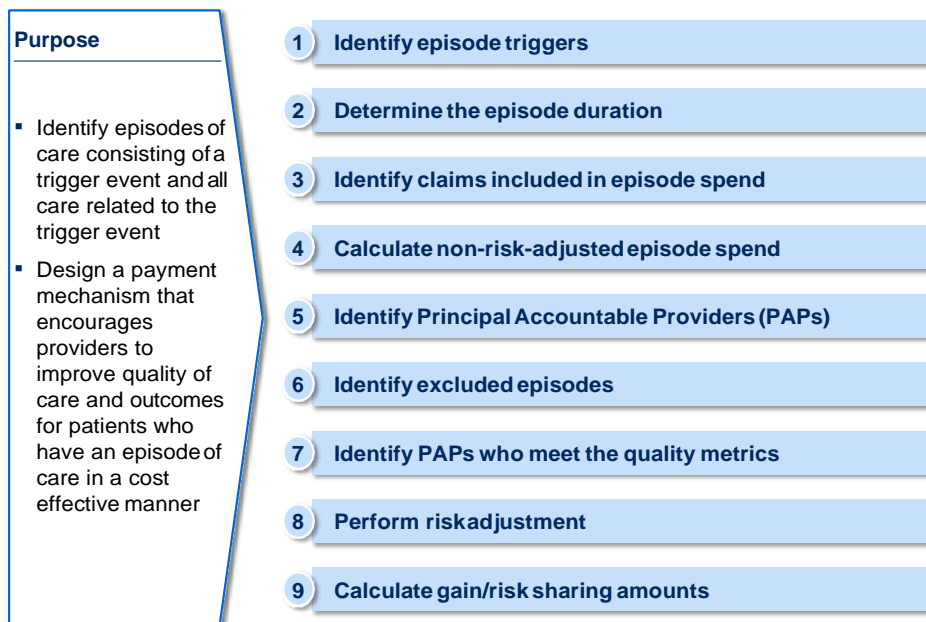 Purpose
▪ Identify episodes of
care consisting of a
trigger event and all
care related to the
trigger event
▪ Design a payment
mechanism that
encourages
providers to
improve quality of
care and outcomes
for patients who
have an episode of
care in a cost
effective manner
1 Identify episode triggers
2 Determine the episode duration
3 Identify claims included in episode spend
4 Calculate non-risk-adjusted episode spend
5 Identify Principal Accountable Providers (PAPs)
6 Identify excluded episodes
7 Identify PAPs who meet the quality metrics
8 Perform risk adjustment
9 Calculate gain/risk sharing amounts